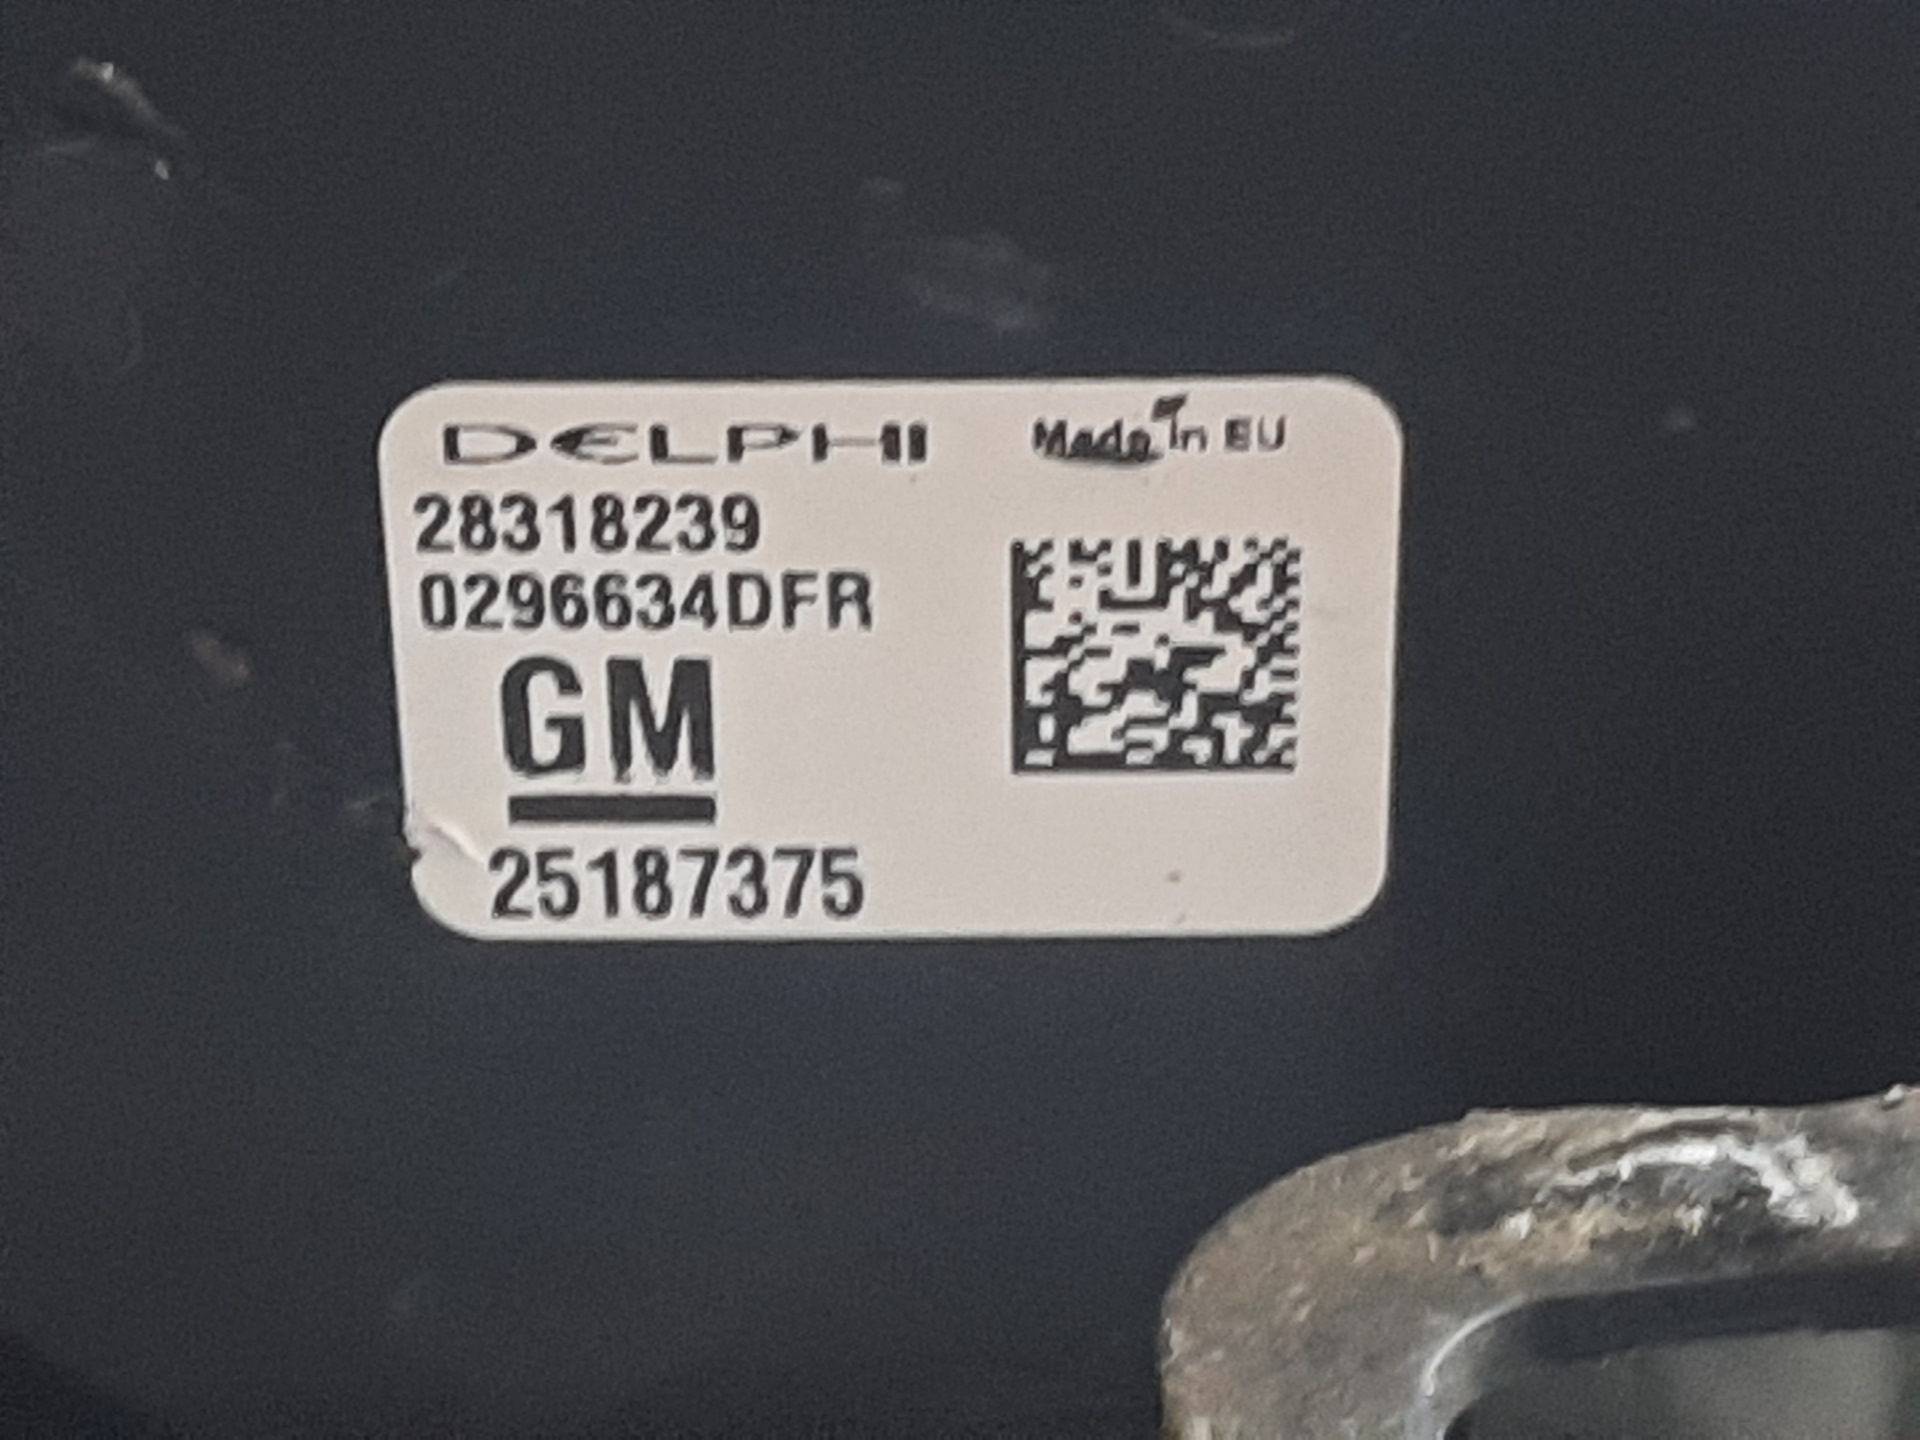 DELPHI Made in EU
28318239
0296634DFR
GM
25187375